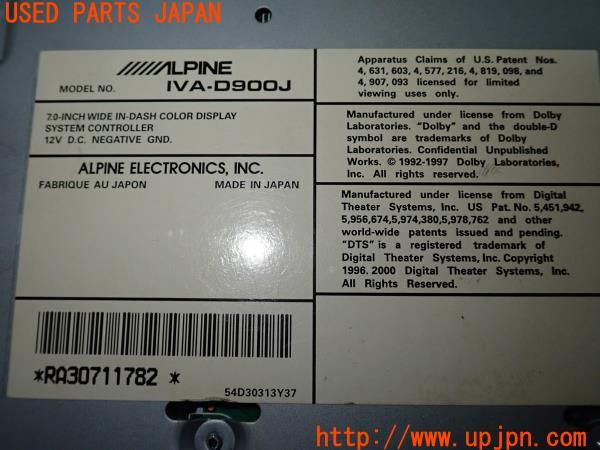 USED PARTS JAPAN
ALPINE
MODEL NO. IVA-D900J
7.0-INCH WIDE IN-DASH COLOR DISPLAY
SYSTEM CONTROLLER
12V D.C. NEGATIVE GND.
ALPINE ELECTRONICS, INC.
FABRIQUE AU JAPON MADE IN JAPAN
*RA30711782 *
54D30313Y37
Apparatus Claims of U.S. Patent Nos.
4, 631, 603, 4, 577, 216, 4, 819, 098, and
4, 907, 093 licensed for limited
viewing uses only.
Manufactured under license from Dolby
Laboratories. "Dolby" and the double-D
symbol are trademarks of Dolby
Laboratories. Confidential Unpublished
Works. © 1992-1997 Dolby Laboratories,
Inc. All rights reserved.
Manufactured under license from Digital
Theater Systems, Inc. US Pat. No. 5,451,942,
5,956,674,5,974,380,5,978,762 and other
world-wide patents issued and pending.
"DTS" is a registered trademark of
Digital Theater Systems, Inc. Copyright
1996. 2000 Digital Theater Systems, Inc.
All Rights Reserved.
U-PARTS
http://www.upjpn.com/